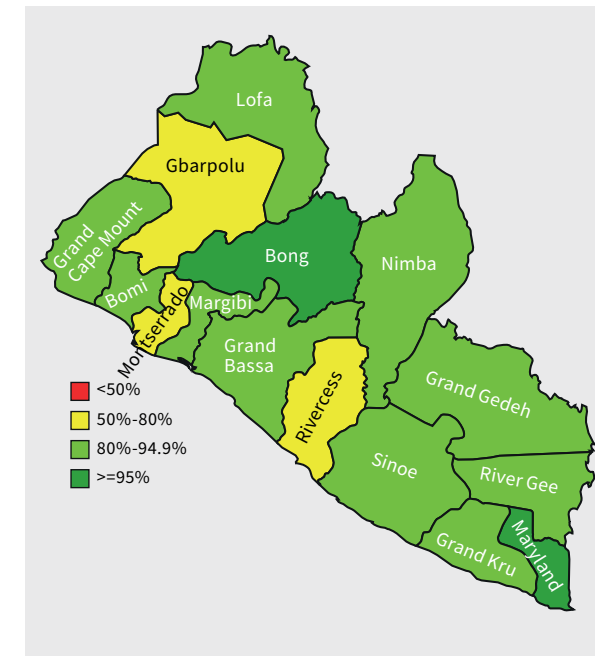 Lofa
Gbarpolu
Grand
Cape Mount
Bong
Nimba
Bomi
Montserrado
Margibi
Grand
Bassa
Rivercess
Grand Gedeh
Sinoe
River Gee
Grand Kru
Maryland
<50%
50%-80%
80%-94.9%
>=95%